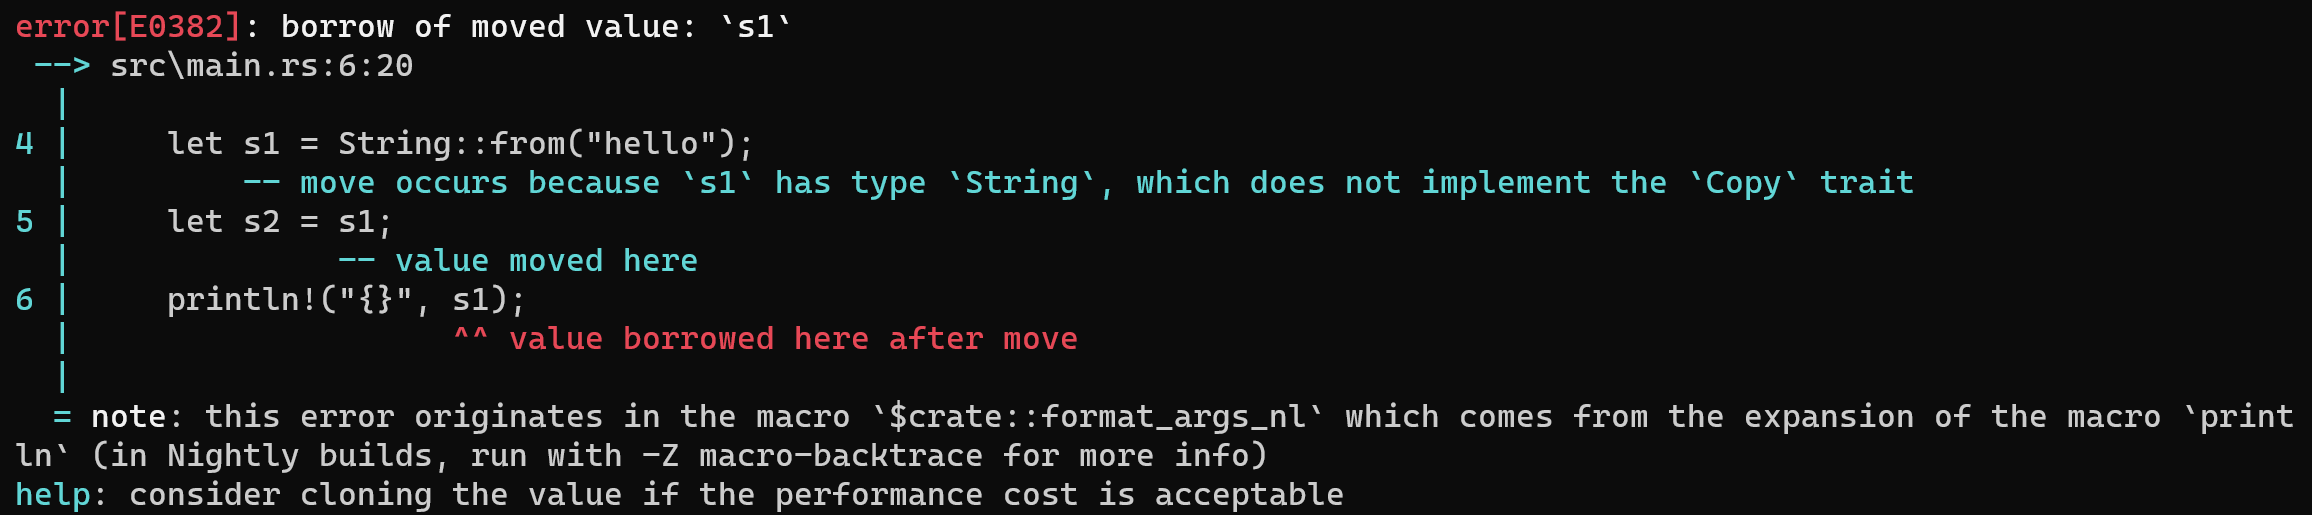 error[E0382]: borrow of moved value: `s1`
 --> src\main.rs:6:20
  |
4 |     let s1 = String::from("hello");
  |         -- move occurs because `s1` has type `String`, which does not implement the `Copy` trait
5 |     let s2 = s1;
  |              -- value moved here
6 |     println!("{}", s1);
  |                    ^^ value borrowed here after move
  |
  = note: this error originates in the macro `$crate::format_args_nl` which comes from the expansion of the macro `print
ln` (in Nightly builds, run with -Z macro-backtrace for more info)
help: consider cloning the value if the performance cost is acceptable